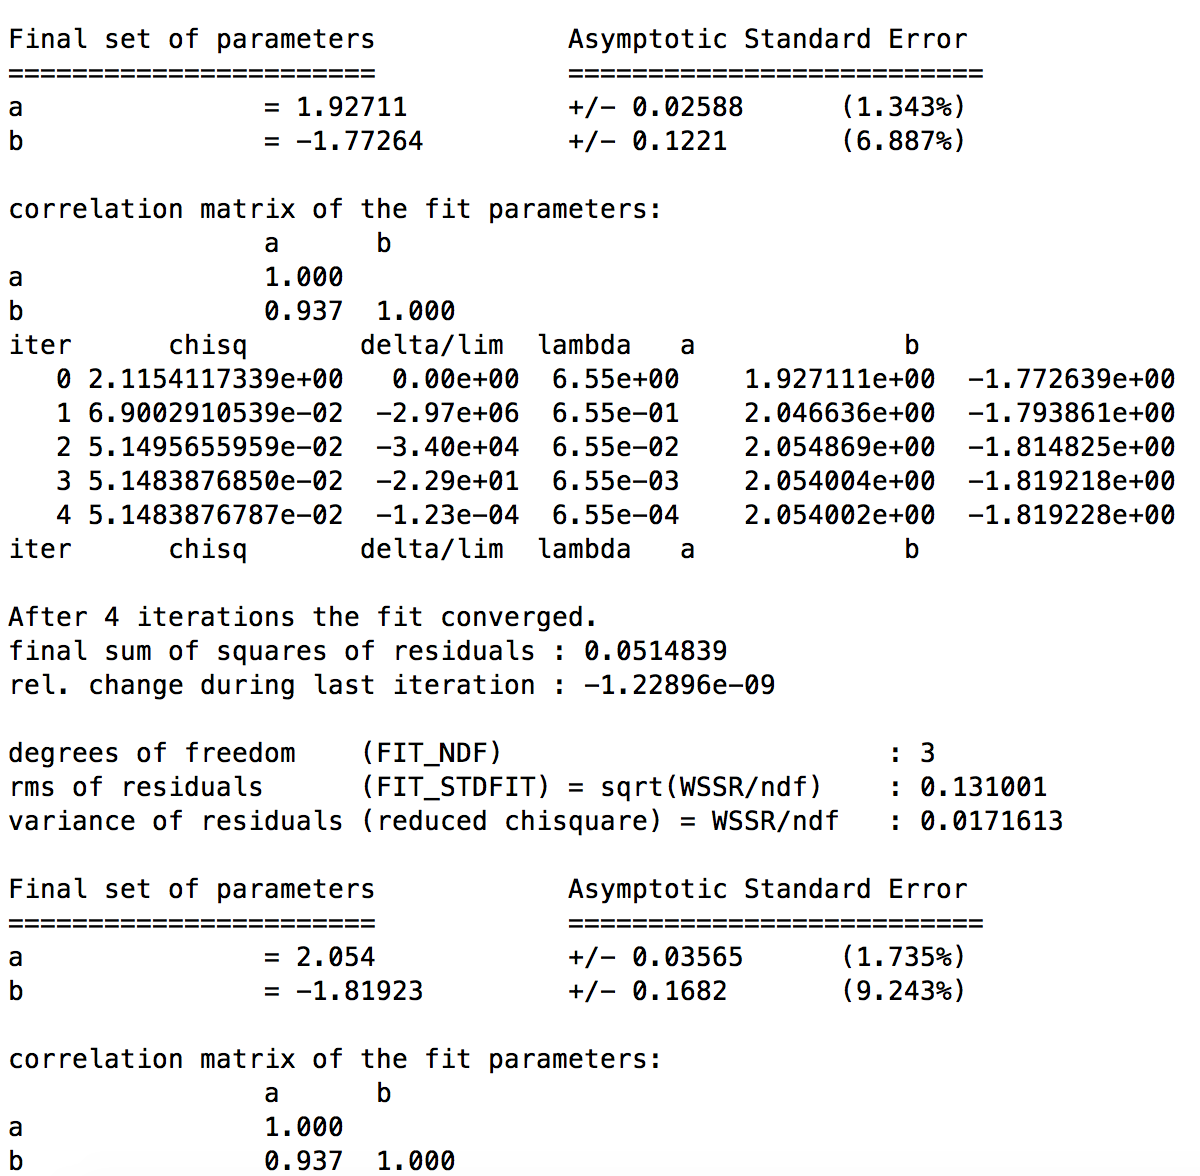 Final set of parameters            Asymptotic Standard Error
=======================            ==========================
a               = 1.92711          +/- 0.02588      (1.343%)
b               = -1.77264         +/- 0.1221       (6.887%)

correlation matrix of the fit parameters:
                a      b
a               1.000
b               0.937  1.000
iter      chisq       delta/lim  lambda   a             b
   0 2.1154117339e+00   0.00e+00  6.55e+00    1.927111e+00  -1.772639e+00
   1 6.9002910539e-02  -2.97e+06  6.55e-01    2.046636e+00  -1.793861e+00
   2 5.1495655959e-02  -3.40e+04  6.55e-02    2.054869e+00  -1.814825e+00
   3 5.1483876850e-02  -2.29e+01  6.55e-03    2.054004e+00  -1.819218e+00
   4 5.1483876787e-02  -1.23e-04  6.55e-04    2.054002e+00  -1.819228e+00
iter      chisq       delta/lim  lambda   a             b

After 4 iterations the fit converged.
final sum of squares of residuals : 0.0514839
rel. change during last iteration : -1.22896e-09

degrees of freedom    (FIT_NDF)                        : 3
rms of residuals      (FIT_STDFIT) = sqrt(WSSR/ndf)    : 0.131001
variance of residuals (reduced chisquare) = WSSR/ndf   : 0.0171613

Final set of parameters            Asymptotic Standard Error
=======================            ==========================
a               = 2.054            +/- 0.03565      (1.735%)
b               = -1.81923         +/- 0.1682       (9.243%)

correlation matrix of the fit parameters:
                a      b
a               1.000
b               0.937  1.000